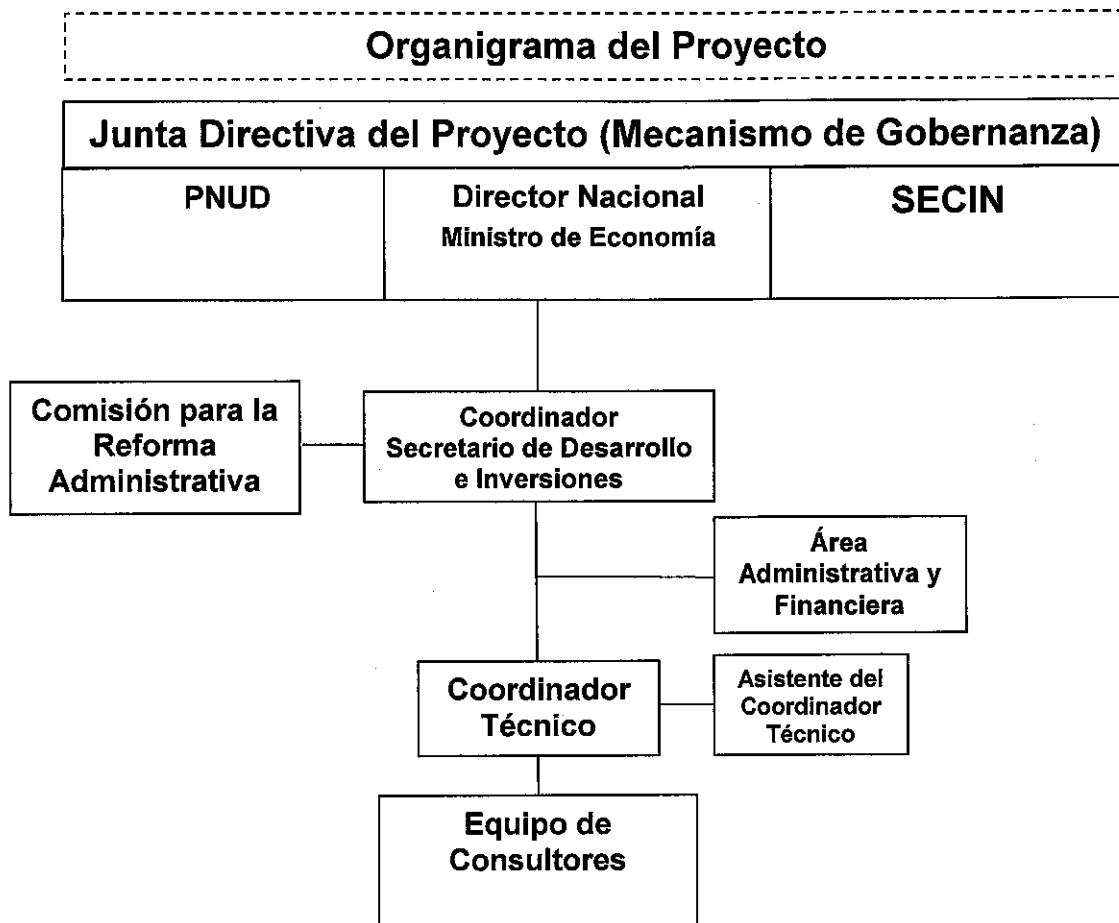 Organigrama del Proyecto
Junta Directiva del Proyecto (Mecanismo de Gobernanza)
PNUD
Director Nacional
Ministro de Economía
SECIN
Comisión para la
Reforma
Administrativa
Coordinador
Secretario de Desarrollo
e Inversiones
Área
Administrativa y
Financiera
Coordinador
Técnico
Asistente del
Coordinador
Técnico
Equipo de
Consultores